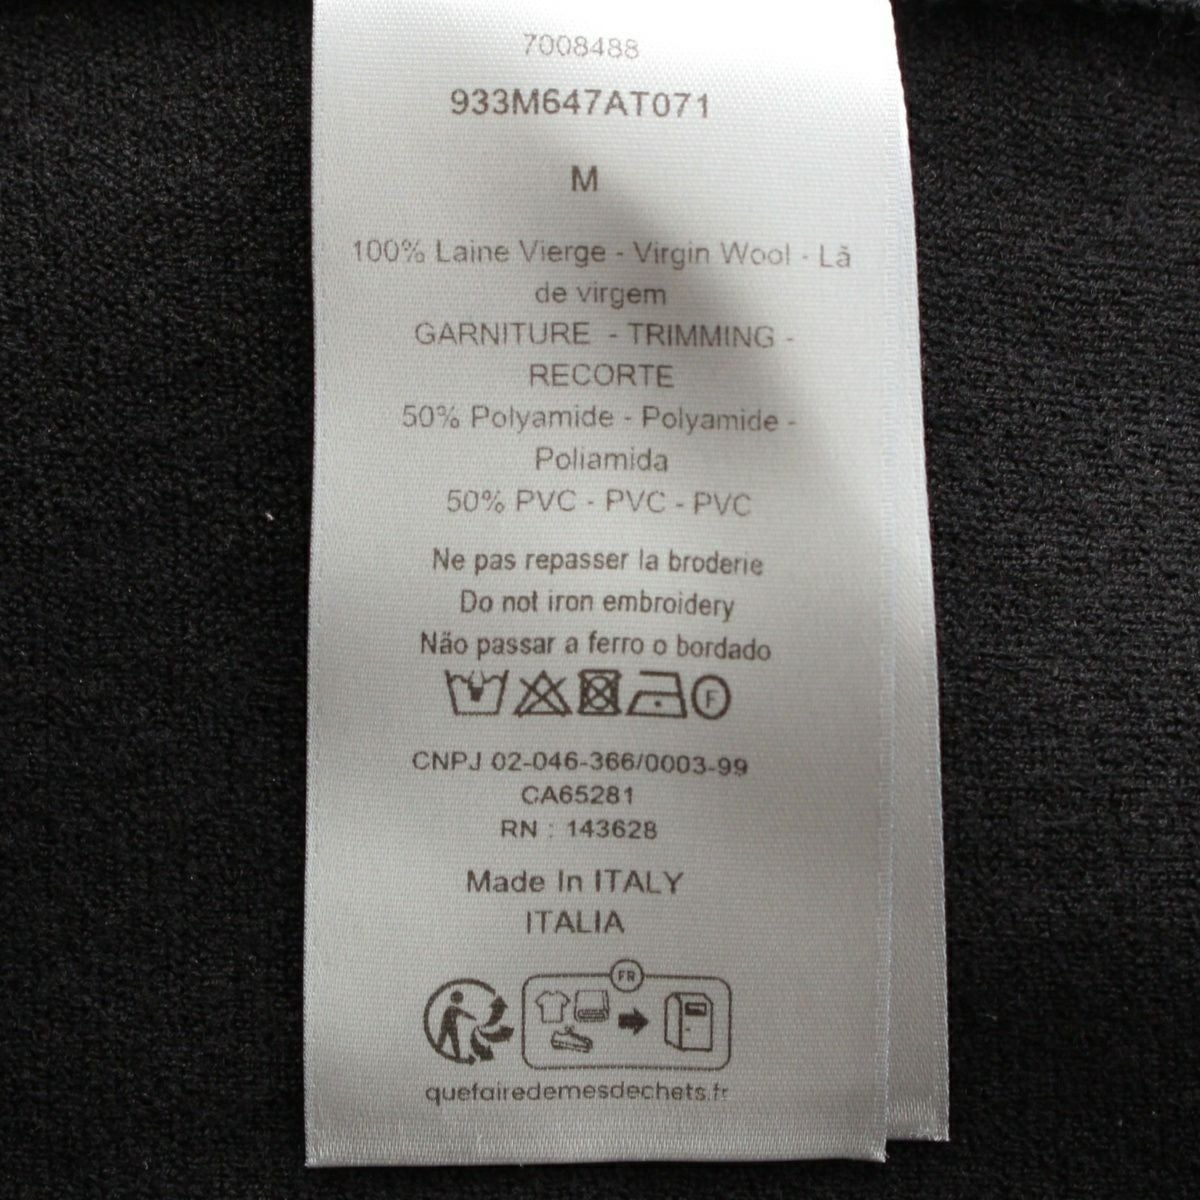 7008488
933M647AT071
M
100% Laine Vierge - Virgin Wool - Lã
de virgem
GARNITURE - TRIMMING -
RECORTE
50% Polyamide - Polyamide -
Poliamida
50% PVC - PVC - PVC
Ne pas repasser la broderie
Do not iron embroidery
Não passar a ferro o bordado
F
CNPJ 02-046-366/0003-99
CA65281
RN : 143628
Made In ITALY
ITALIA
FR
quefairedemesdechets.fr